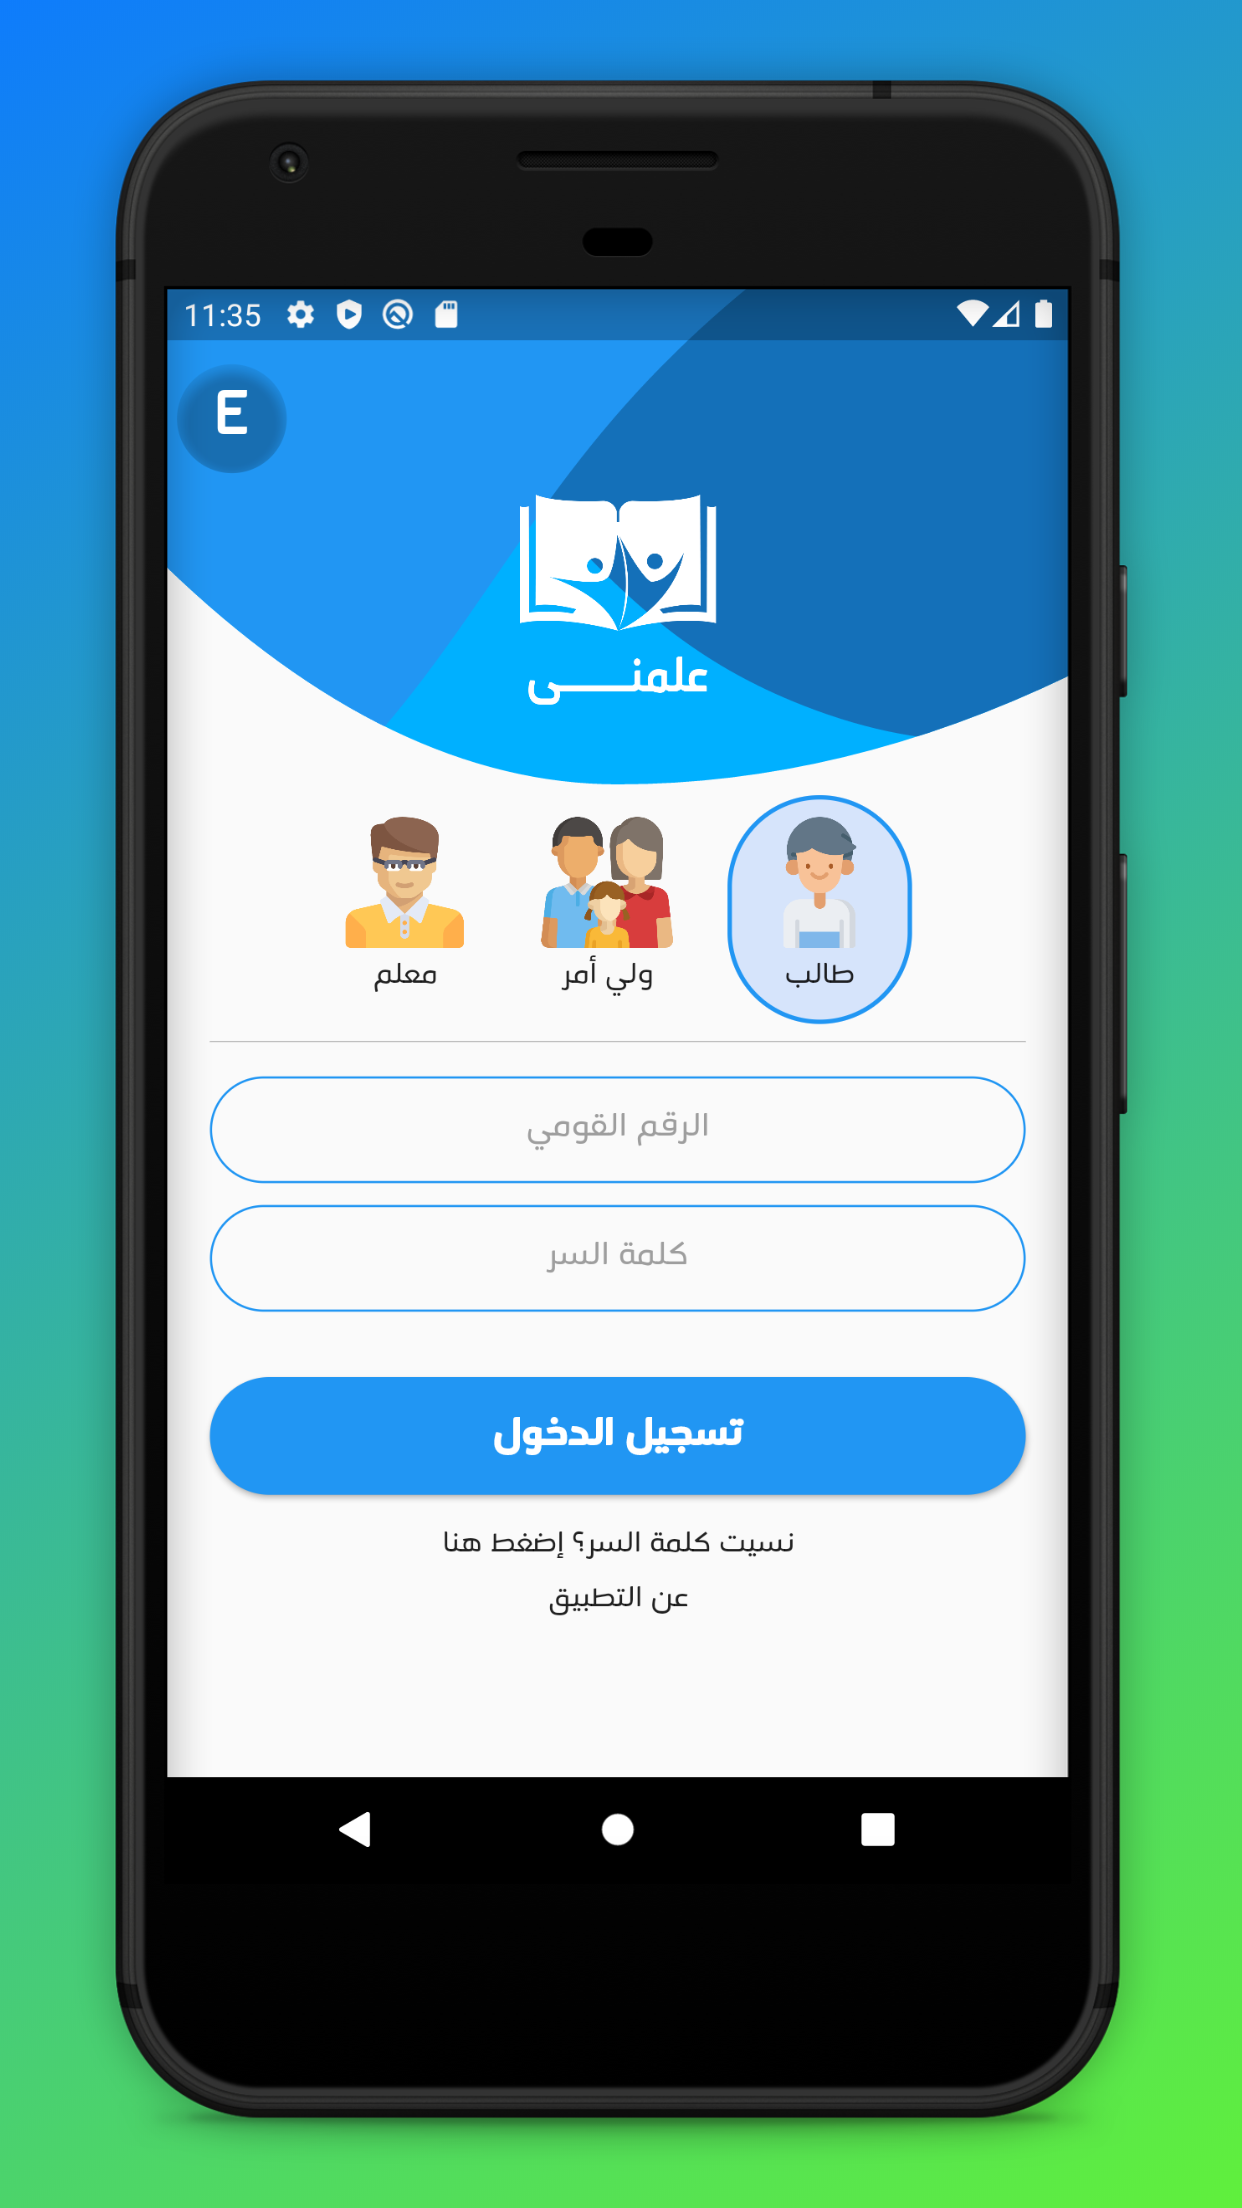 11:35
E
علمنى
طالب
ولي أمر
معلم
الرقم القومي
كلمة السر
تسجيل الدخول
نسيت كلمة السر؟ إضغط هنا
عن التطبيق